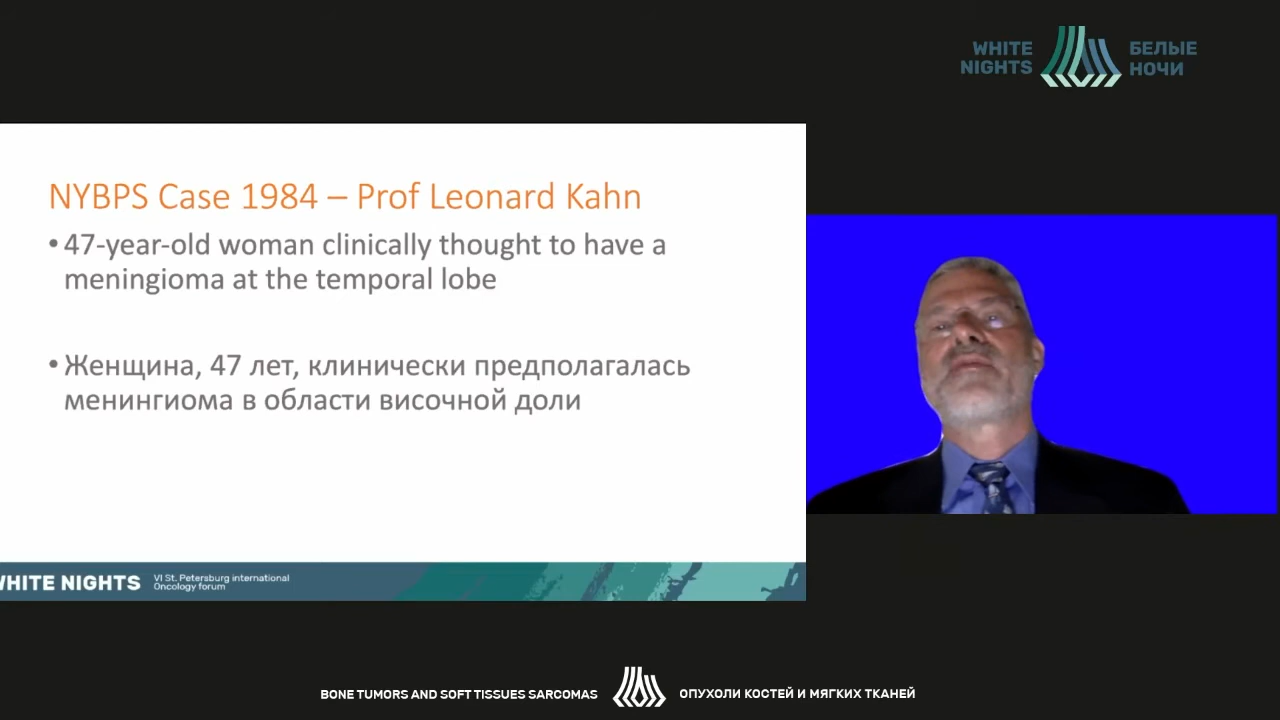 WHITE
NIGHTS
БЕЛЫЕ
НОЧИ
NYBPS Case 1984 – Prof Leonard Kahn
• 47-year-old woman clinically thought to have a
meningioma at the temporal lobe
• Женщина, 47 лет, клинически предполагалась
менингиома в области височной доли
WHITE NIGHTS
VI St. Petersburg international
Oncology forum
BONE TUMORS AND SOFT TISSUES SARCOMAS
ОПУХОЛИ КОСТЕЙ И МЯГКИХ ТКАНЕЙ